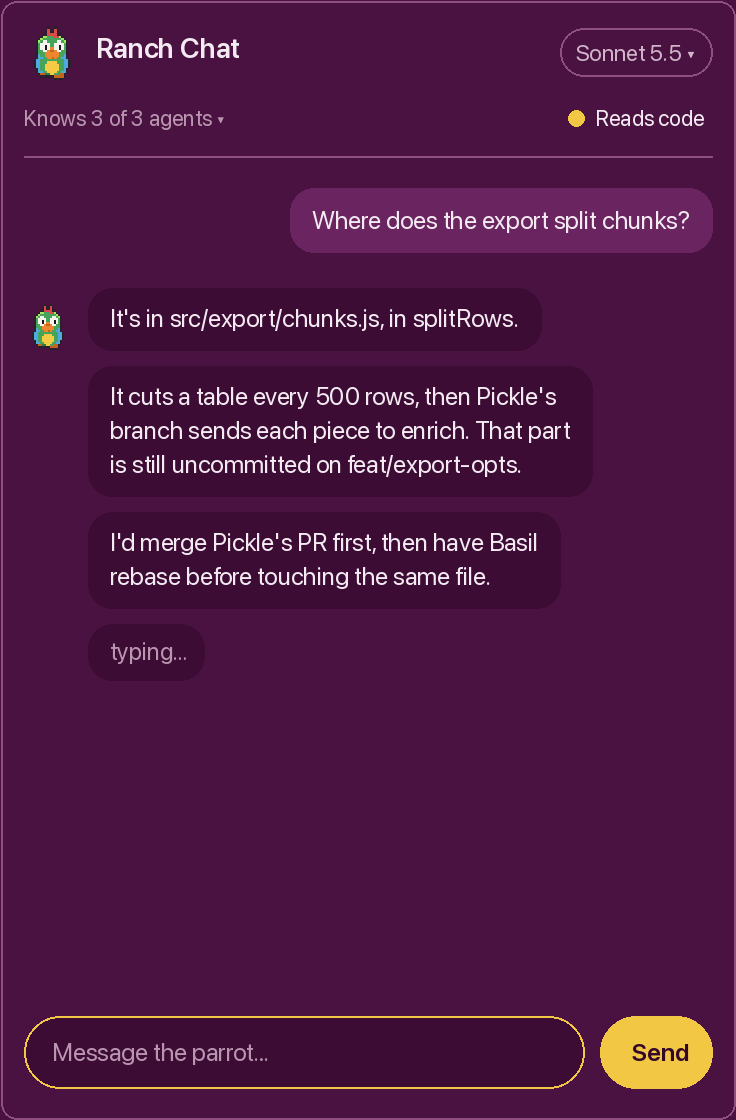 Ranch Chat
Sonnet 5.5 ▾
Knows 3 of 3 agents ▾
Reads code
Where does the export split chunks?
It's in src/export/chunks.js, in splitRows.
It cuts a table every 500 rows, then Pickle's
branch sends each piece to enrich. That part
is still uncommitted on feat/export-opts.
I'd merge Pickle's PR first, then have Basil
rebase before touching the same file.
typing...
Message the parrot...
Send